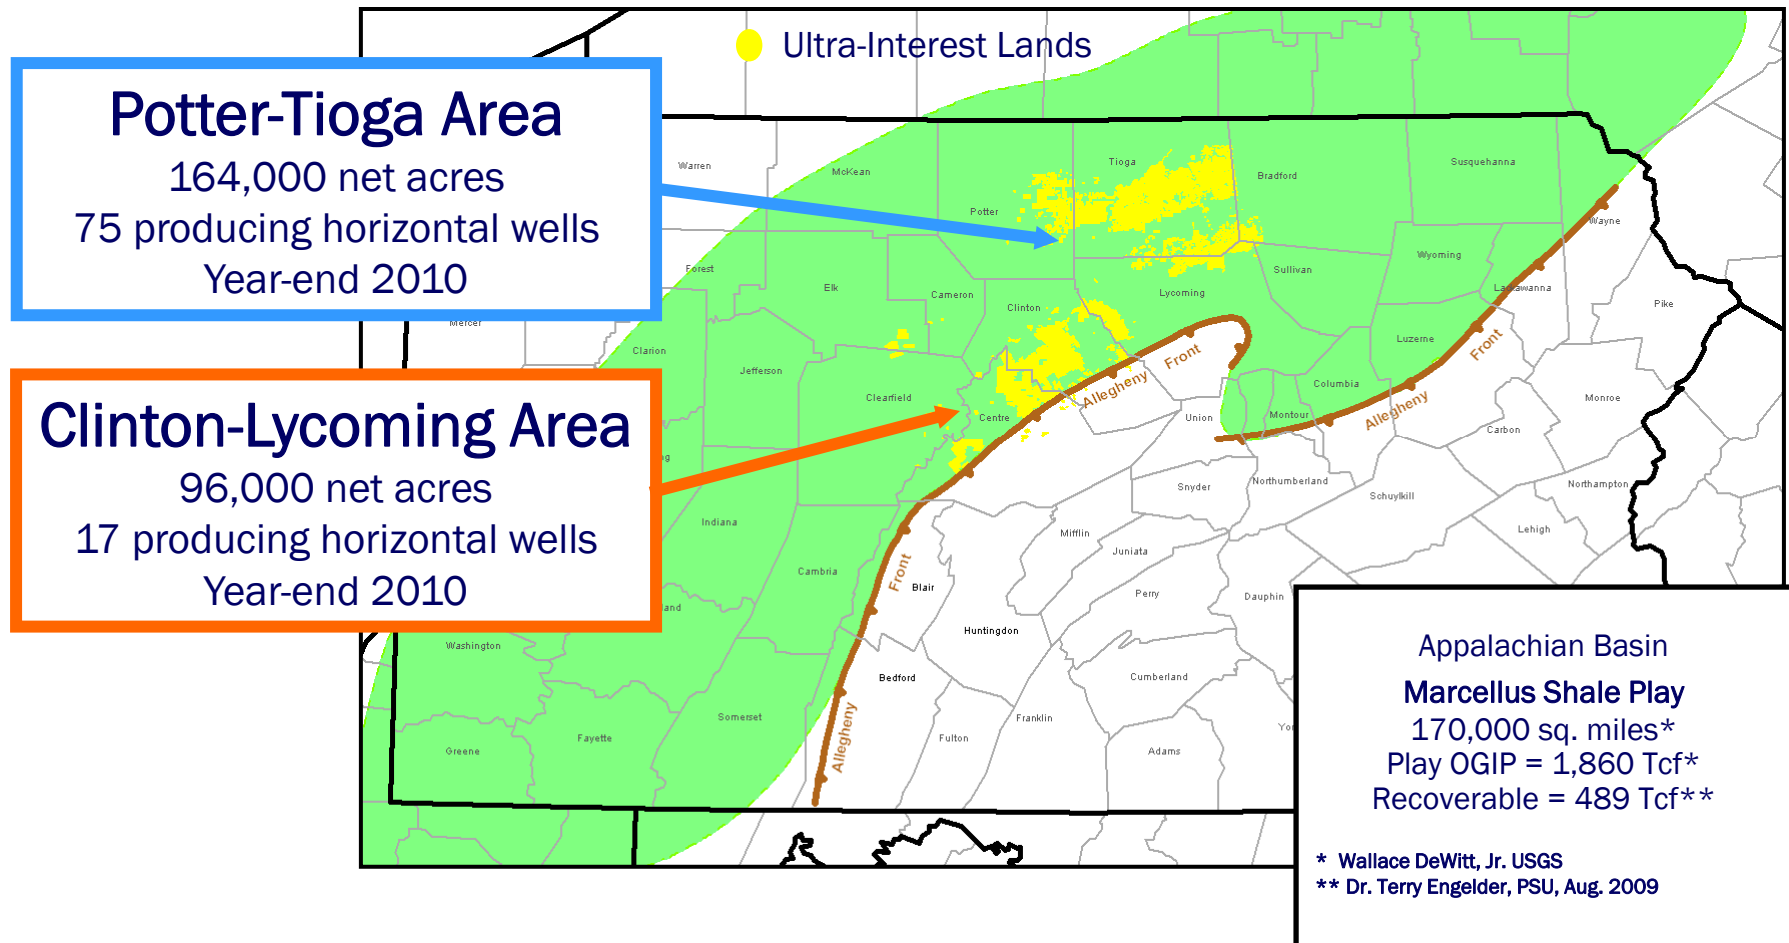 Ultra-Interest Lands
Potter-Tioga Area
164,000 net acres
75 producing horizontal wells
Year-end 2010
Clinton-Lycoming Area
96,000 net acres
17 producing horizontal wells
Year-end 2010
Warren
McKean
Potter
Tioga
Bradford
Susquehanna
Wayne
Forest
Elk
Cameron
Clinton
Lycoming
Sullivan
Wyoming
Lackawanna
Pike
Mercer
Clarion
Jefferson
Clearfield
Centre
Union
Montour
Columbia
Luzerne
Monroe
Carbon
Allegheny Front
Allegheny Front
Allegheny Front
Indiana
Cambria
Blair
Huntingdon
Mifflin
Juniata
Snyder
Northumberland
Schuylkill
Northampton
Lehigh
Perry
Dauphin
land
Washington
Bedford
Cumberland
Somerset
Franklin
Greene
Fayette
Fulton
Adams
Yo
Appalachian Basin
Marcellus Shale Play
170,000 sq. miles*
Play OGIP = 1,860 Tcf*
Recoverable = 489 Tcf**
* Wallace DeWitt, Jr. USGS
** Dr. Terry Engelder, PSU, Aug. 2009